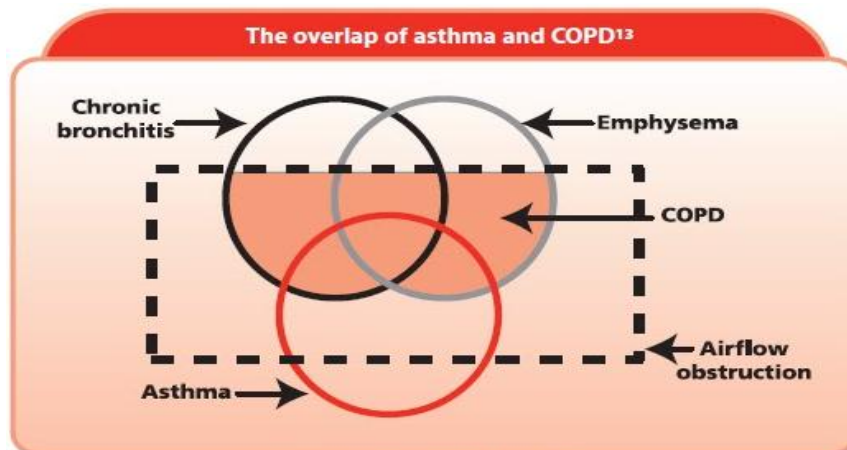 The overlap of asthma and COPD¹³
Chronic
bronchitis
Emphysema
COPD
Airflow
obstruction
Asthma